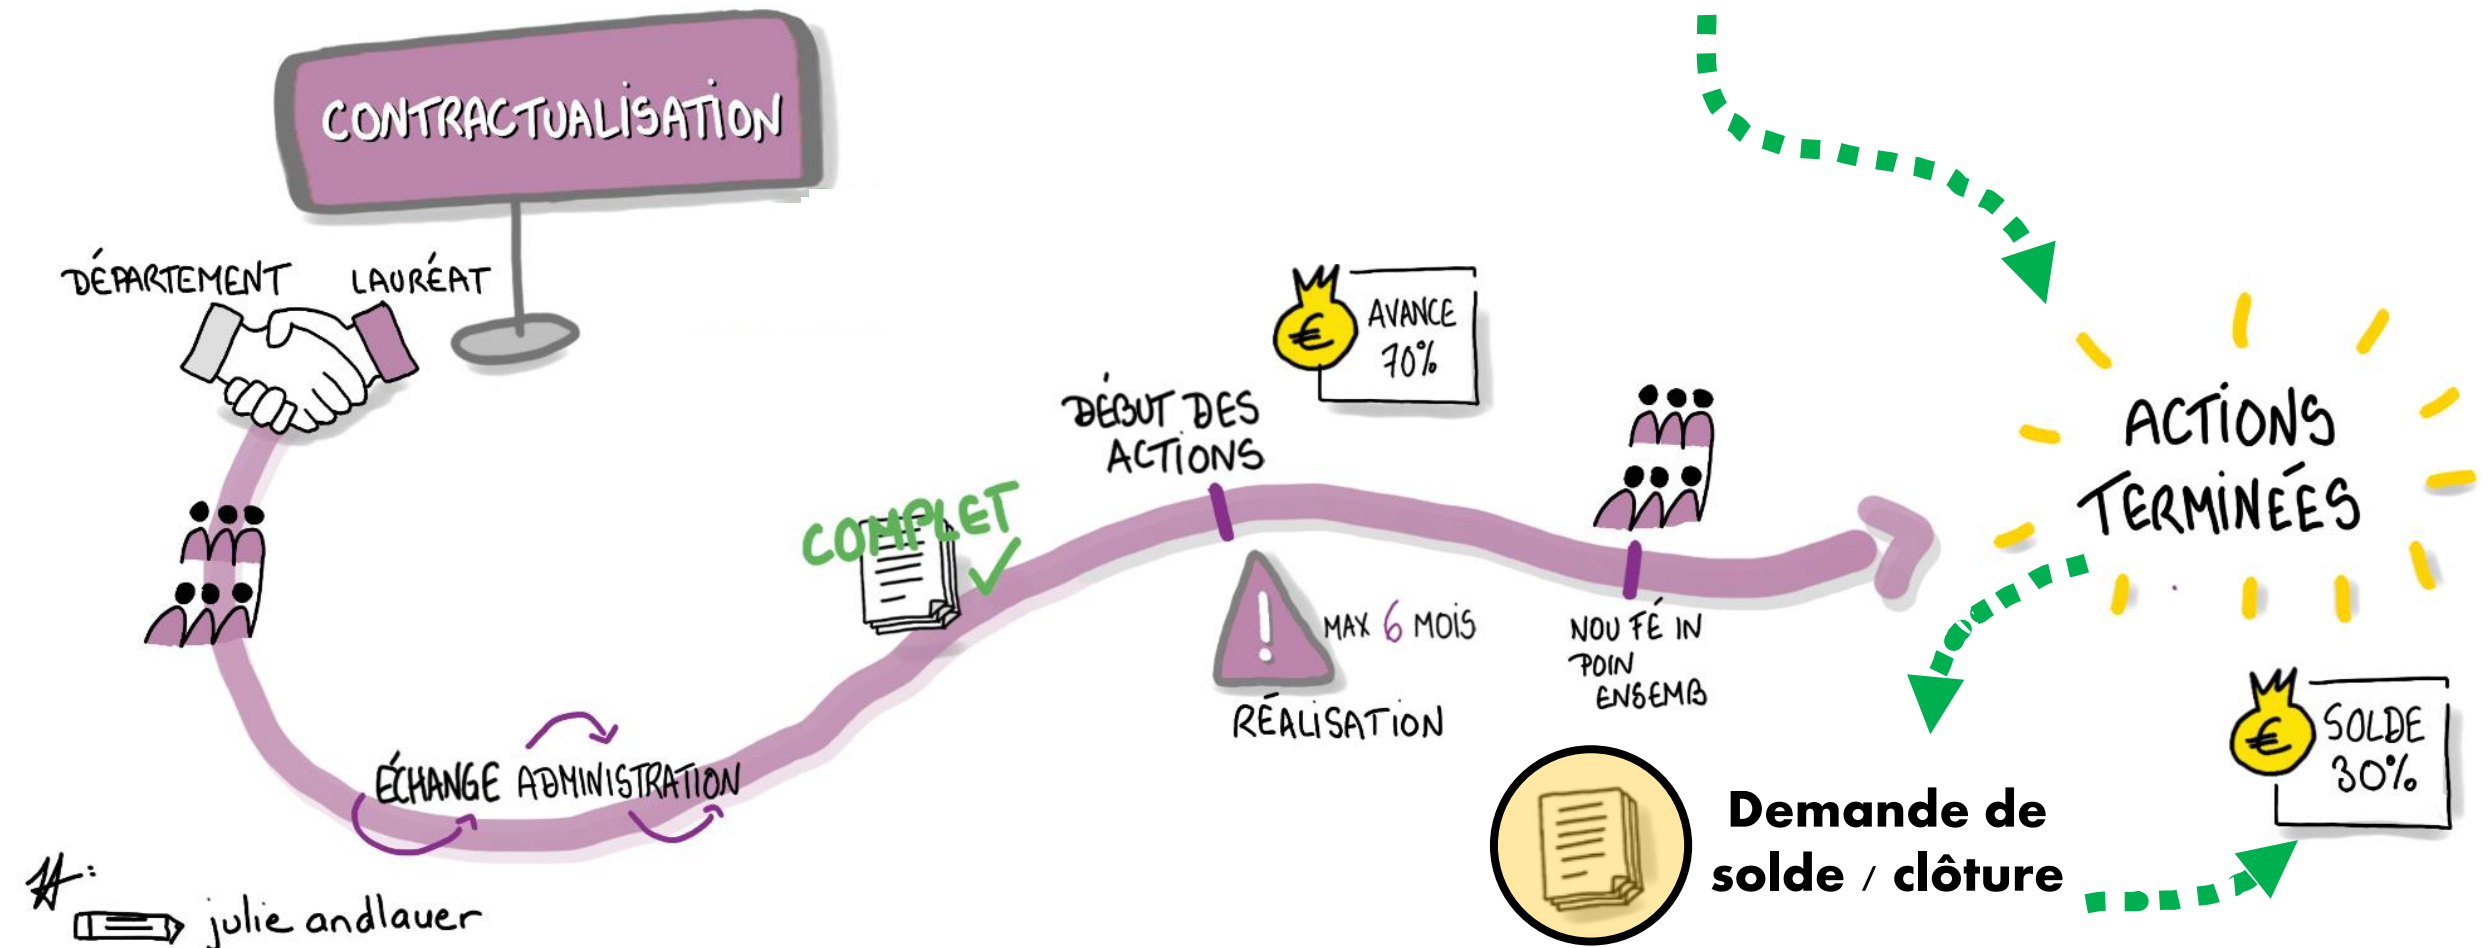 CONTRACTUALISATION
DÉPARTEMENT
LAURÉAT
COMPLET
ÉCHANGE ADMINISTRATION
DÉBUT DES
ACTIONS
€
AVANCE
70%
!
MAX 6 MOIS
RÉALISATION
NOU FÉ IN
POIN
ENSEMB
ACTIONS
TERMINÉES
Demande de
solde / clôture
€
SOLDE
30%
julie andlauer